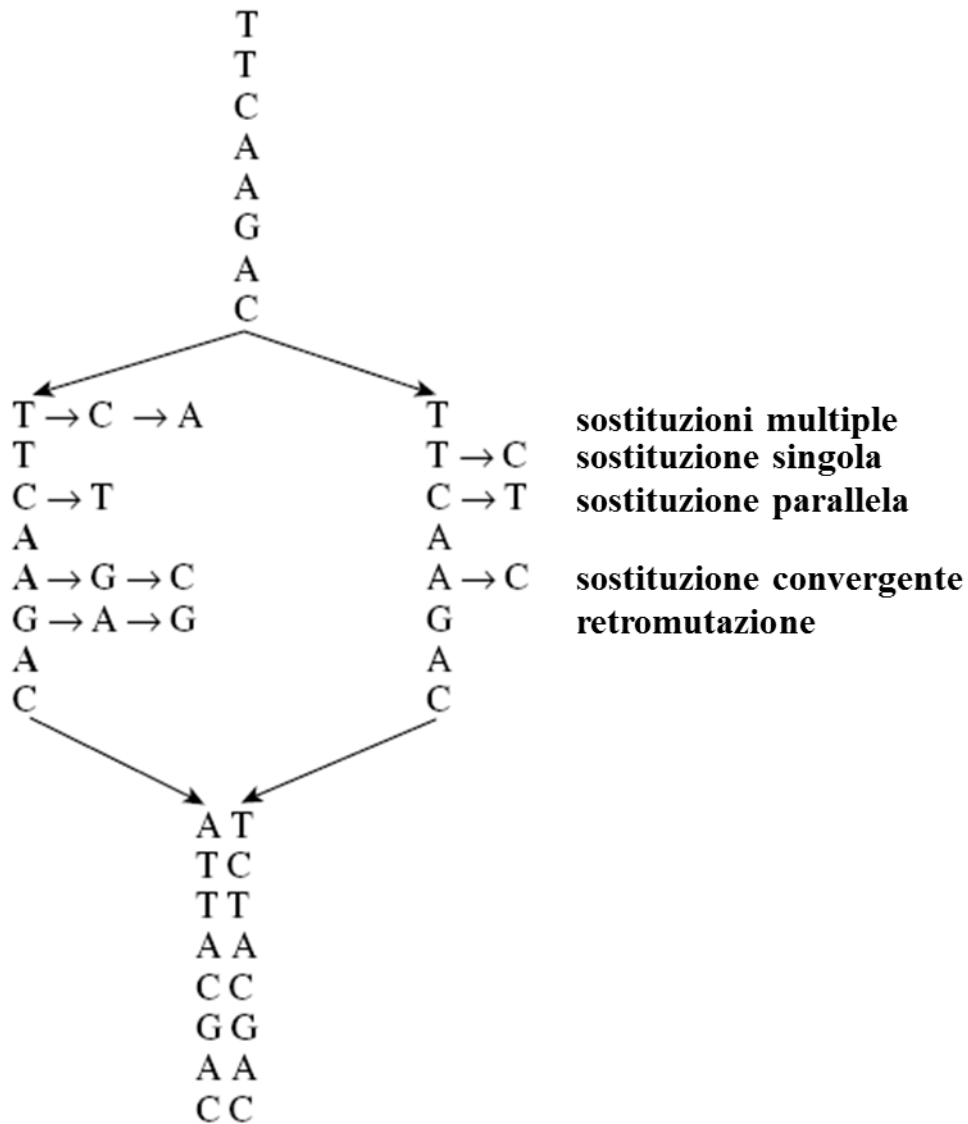 T
T
C
A
A
G
A
C
T → C → A T sostituzioni multiple
T T → C sostituzione singola
C → T C → T sostituzione parallela
A A
A → G → C A → C sostituzione convergente
G → A → G G retromutazione
A A
C C
A T
T C
T T
A A
C C
G G
A A
C C